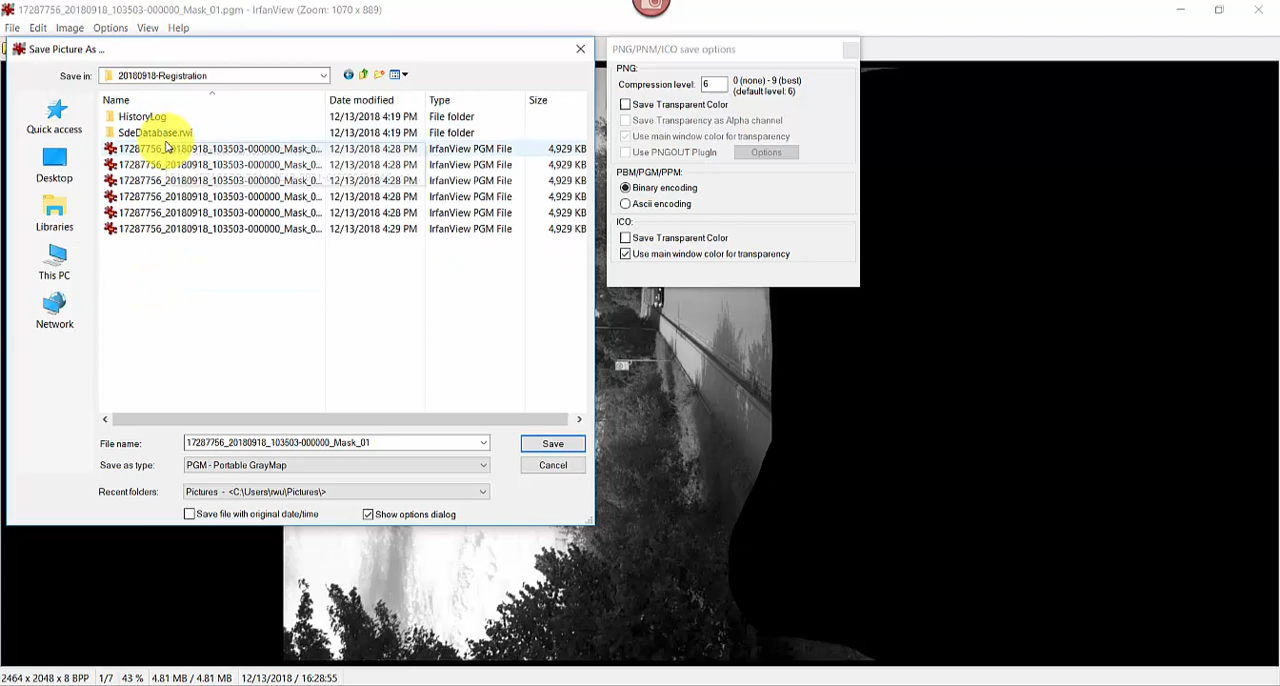 17287756_20180918_103503-000000_Mask_01.pgm - IrfanView (Zoom: 1070 x 889)
File Edit Image Options View Help
Save Picture As ...
Save in: 20180918-Registration
Name Date modified Type Size
HistoryLog 12/13/2018 4:19 PM File folder
SdeDatabase.rwi 12/13/2018 4:19 PM File folder
17287756_20180918_103503-000000_Mask_0... 12/13/2018 4:28 PM IrfanView PGM File 4,929 KB
17287756_20180918_103503-000000_Mask_0... 12/13/2018 4:28 PM IrfanView PGM File 4,929 KB
17287756_20180918_103503-000000_Mask_0... 12/13/2018 4:28 PM IrfanView PGM File 4,929 KB
17287756_20180918_103503-000000_Mask_0... 12/13/2018 4:28 PM IrfanView PGM File 4,929 KB
17287756_20180918_103503-000000_Mask_0... 12/13/2018 4:28 PM IrfanView PGM File 4,929 KB
17287756_20180918_103503-000000_Mask_0... 12/13/2018 4:29 PM IrfanView PGM File 4,929 KB
Quick access
Desktop
Libraries
This PC
Network
File name: 17287756_20180918_103503-000000_Mask_01 Save
Save as type: PGM - Portable GrayMap Cancel
Recent folders: Pictures - <C:\Users\rwu\Pictures\>
Save file with original date/time Show options dialog
PNG/PNM/ICO save options
PNG:
Compression level: 6 0 (none) - 9 (best)
(default level: 6)
Save Transparent Color
Save Transparency as Alpha channel
Use main window color for transparency
Use PNGOUT PlugIn Options
PBM/PGM/PPM:
Binary encoding
Ascii encoding
ICO:
Save Transparent Color
Use main window color for transparency
2464 x 2048 x 8 BPP 1/7 43 % 4.81 MB / 4.81 MB 12/13/2018 / 16:28:55